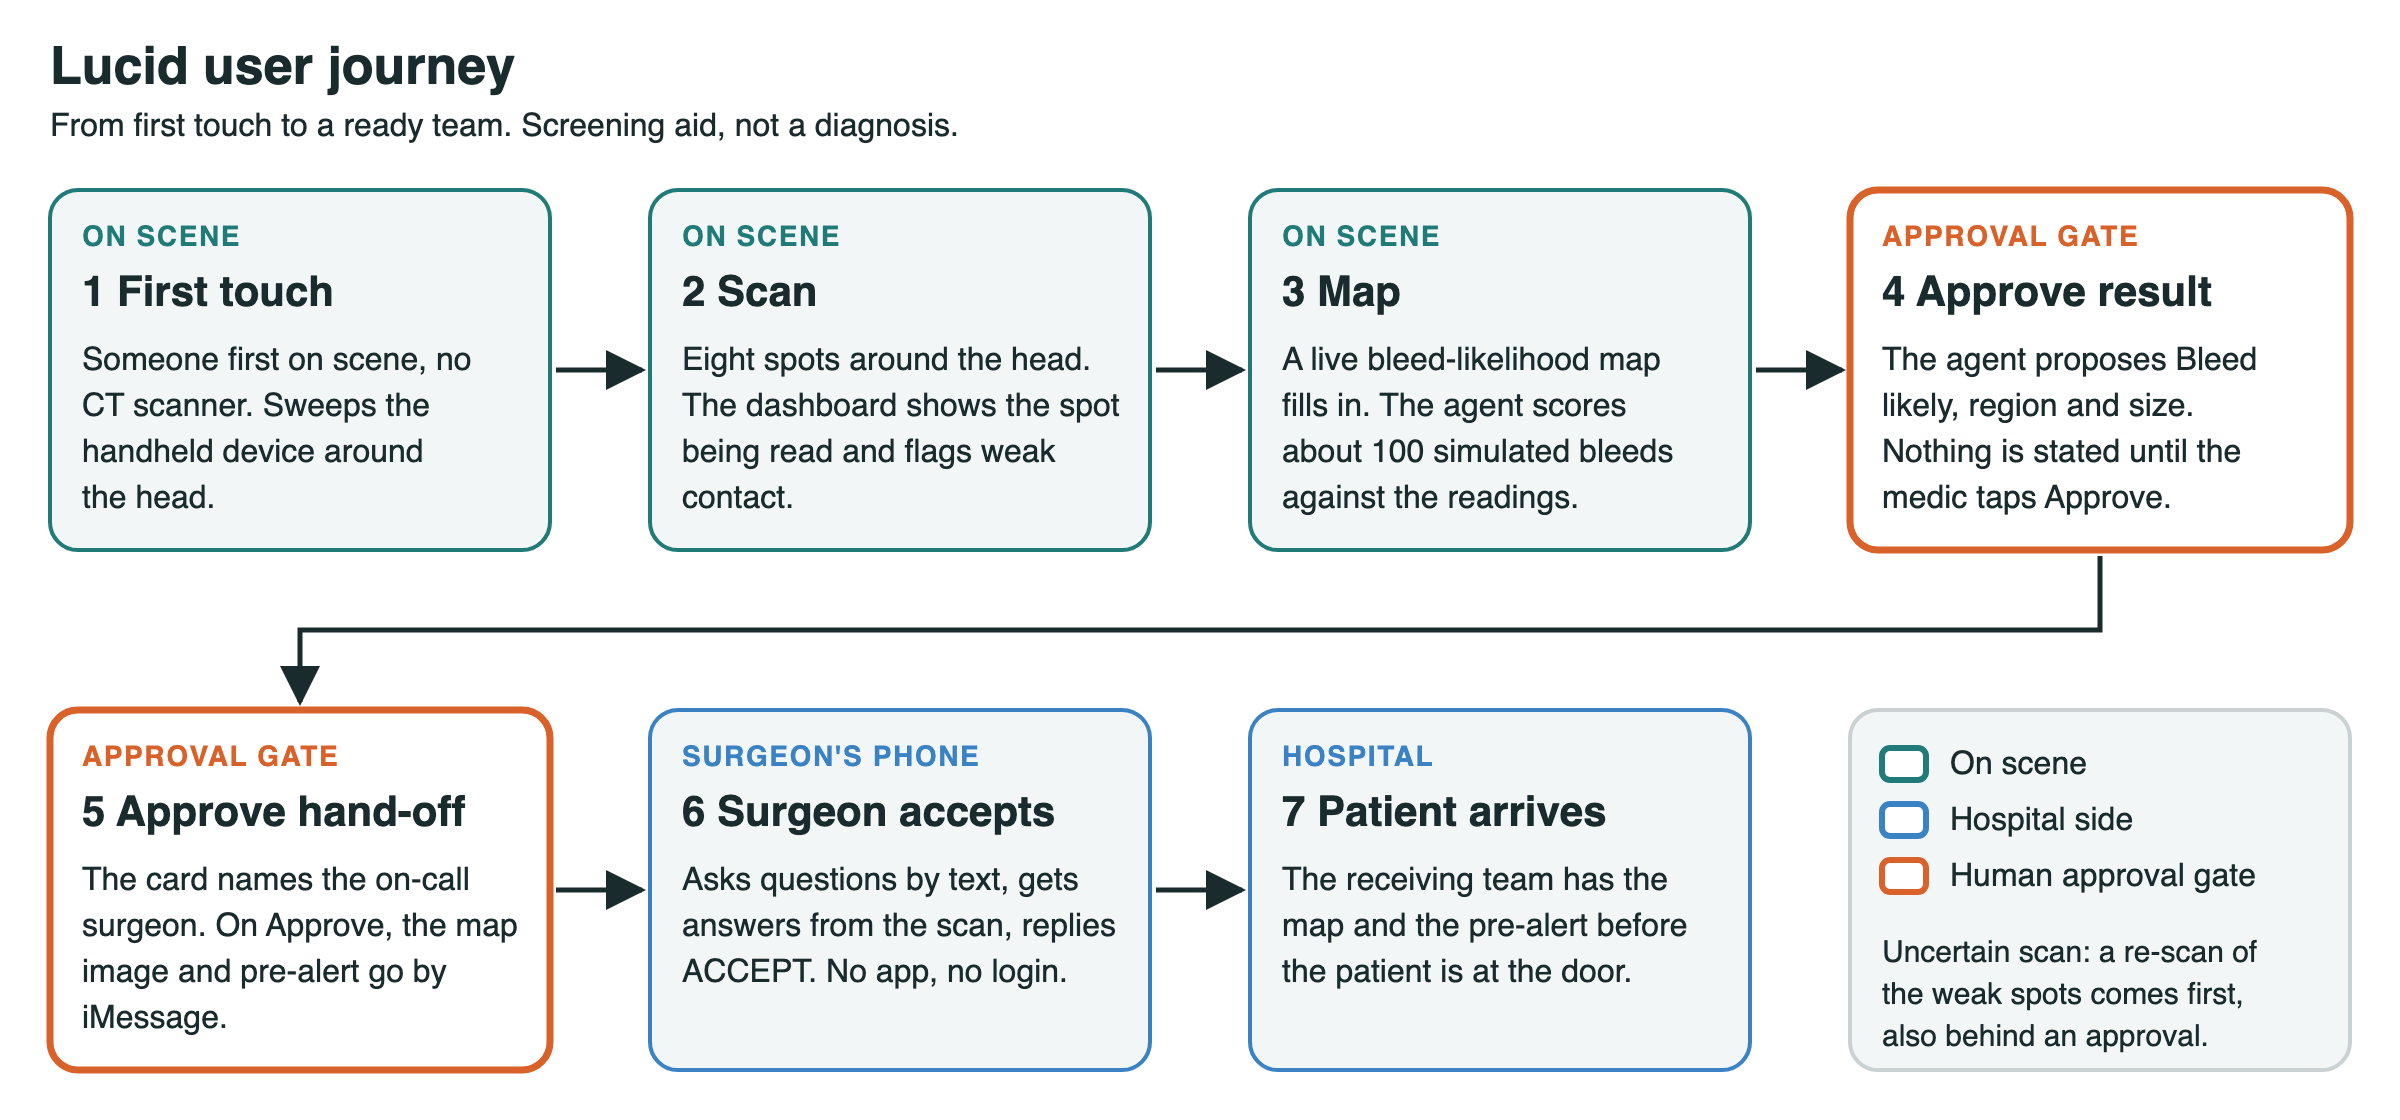 Lucid user journey
From first touch to a ready team. Screening aid, not a diagnosis.
ON SCENE
1 First touch
Someone first on scene, no
CT scanner. Sweeps the
handheld device around
the head.
ON SCENE
2 Scan
Eight spots around the head.
The dashboard shows the spot
being read and flags weak
contact.
ON SCENE
3 Map
A live bleed-likelihood map
fills in. The agent scores
about 100 simulated bleeds
against the readings.
APPROVAL GATE
4 Approve result
The agent proposes Bleed
likely, region and size.
Nothing is stated until the
medic taps Approve.
APPROVAL GATE
5 Approve hand-off
The card names the on-call
surgeon. On Approve, the map
image and pre-alert go by
iMessage.
SURGEON'S PHONE
6 Surgeon accepts
Asks questions by text, gets
answers from the scan, replies
ACCEPT. No app, no login.
HOSPITAL
7 Patient arrives
The receiving team has the
map and the pre-alert before
the patient is at the door.
On scene
Hospital side
Human approval gate
Uncertain scan: a re-scan of
the weak spots comes first,
also behind an approval.